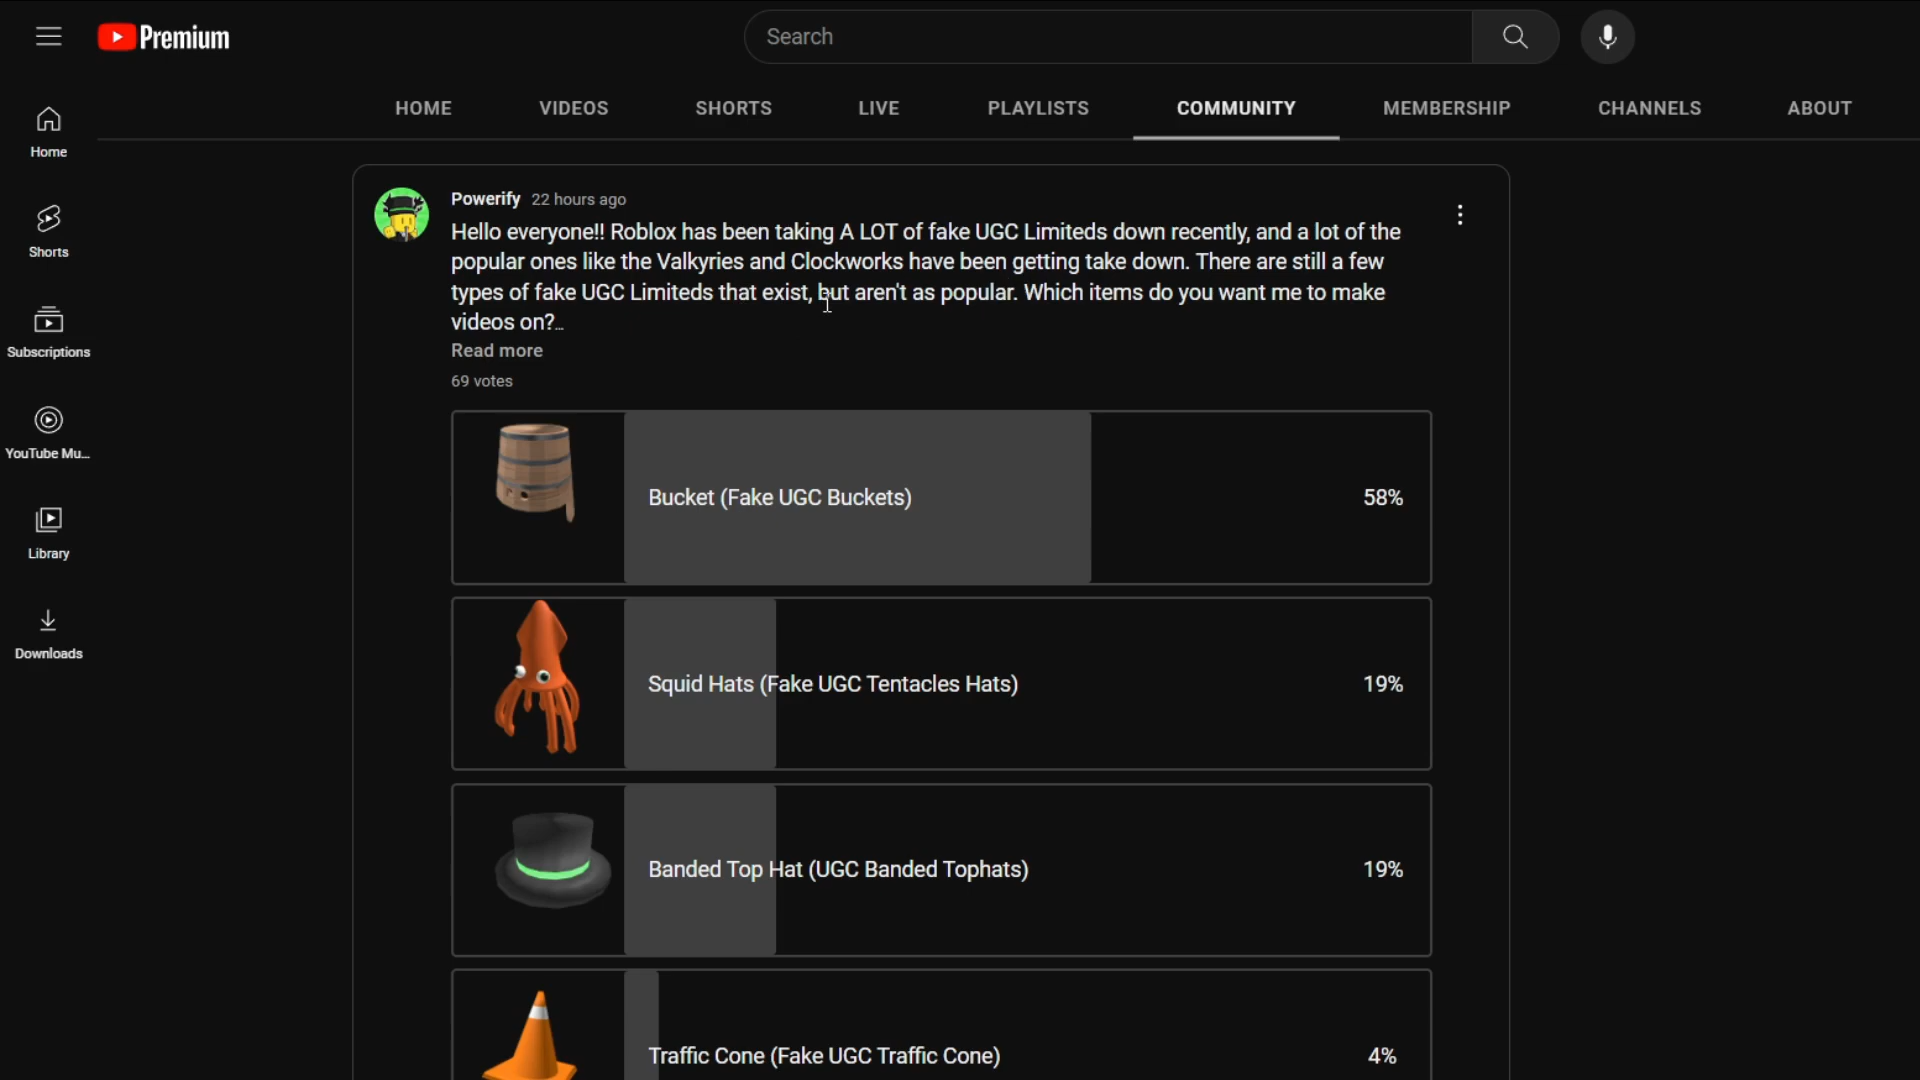 Premium
Search
HOME VIDEOS SHORTS LIVE PLAYLISTS COMMUNITY MEMBERSHIP CHANNELS ABOUT
Home
Shorts
Subscriptions
YouTube Mu...
Library
Downloads
Powerify 22 hours ago
Hello everyone!! Roblox has been taking A LOT of fake UGC Limiteds down recently, and a lot of the
popular ones like the Valkyries and Clockworks have been getting take down. There are still a few
types of fake UGC Limiteds that exist, but aren't as popular. Which items do you want me to make
videos on?...
Read more
69 votes
Bucket (Fake UGC Buckets) 58%
Squid Hats (Fake UGC Tentacles Hats) 19%
Banded Top Hat (UGC Banded Tophats) 19%
Traffic Cone (Fake UGC Traffic Cone) 4%